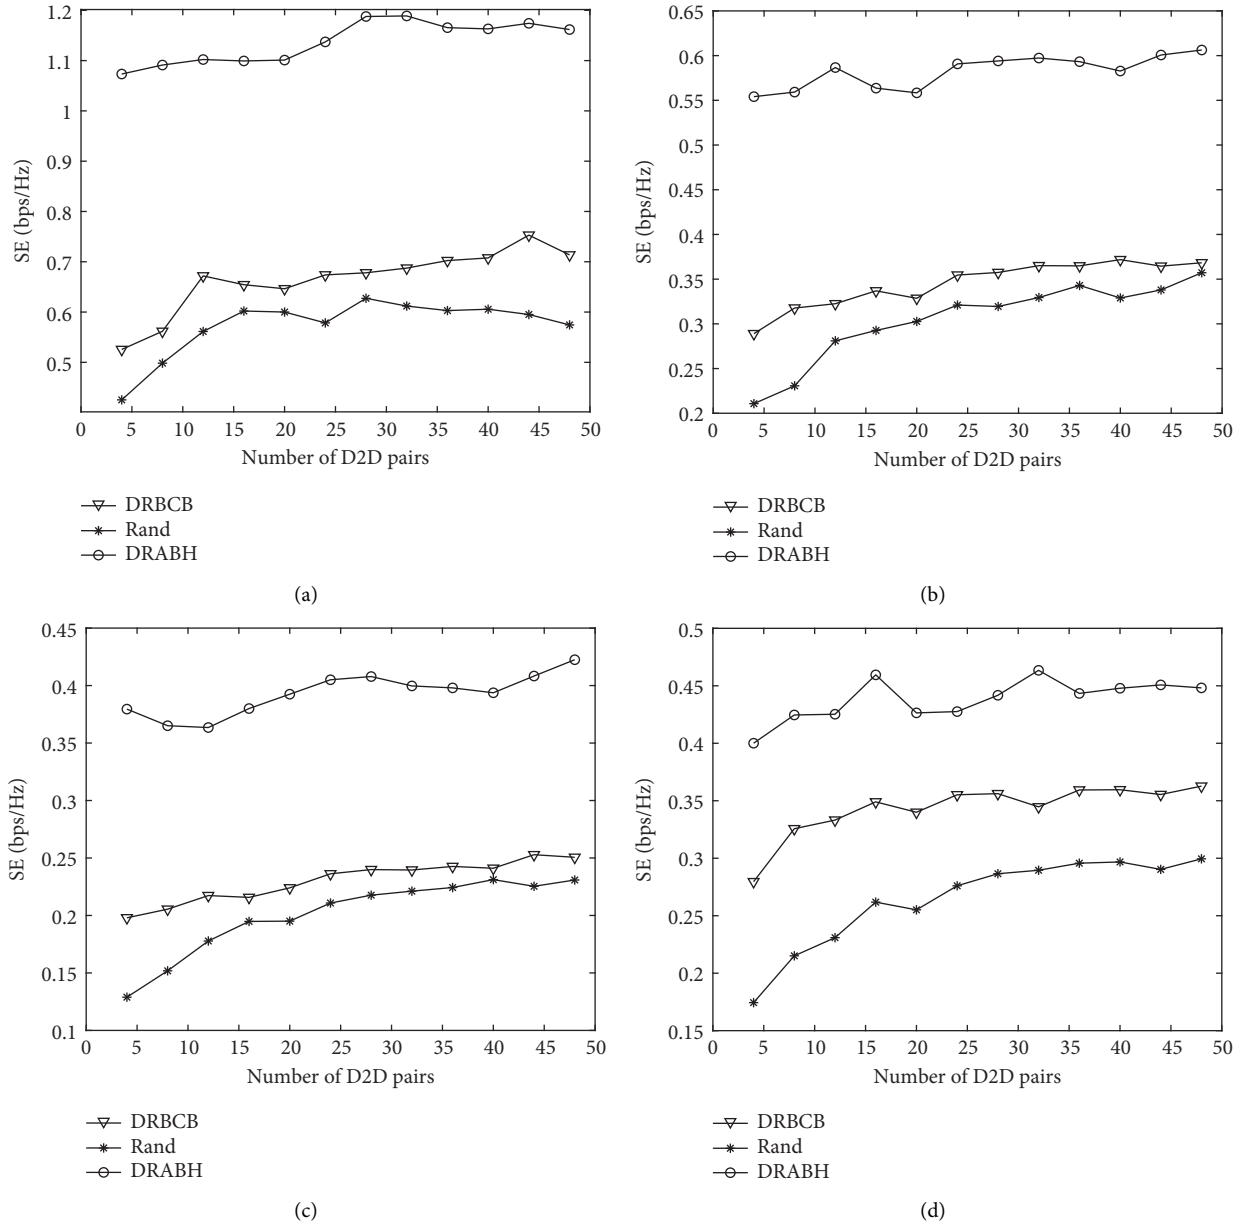 1.2
1.1
1
0.9
0.8
0.7
0.6
0.5
SE (bps/Hz)
0 5 10 15 20 25 30 35 40 45 50
Number of D2D pairs
DRBCB
Rand
DRABH
(a)
0.65
0.6
0.55
0.5
0.45
0.4
0.35
0.3
0.25
0.2
SE (bps/Hz)
0 5 10 15 20 25 30 35 40 45 50
Number of D2D pairs
DRBCB
Rand
DRABH
(b)
0.45
0.4
0.35
0.3
0.25
0.2
0.15
0.1
SE (bps/Hz)
0 5 10 15 20 25 30 35 40 45 50
Number of D2D pairs
DRBCB
Rand
DRABH
(c)
0.5
0.45
0.4
0.35
0.3
0.25
0.2
0.15
SE (bps/Hz)
0 5 10 15 20 25 30 35 40 45 50
Number of D2D pairs
DRBCB
Rand
DRABH
(d)